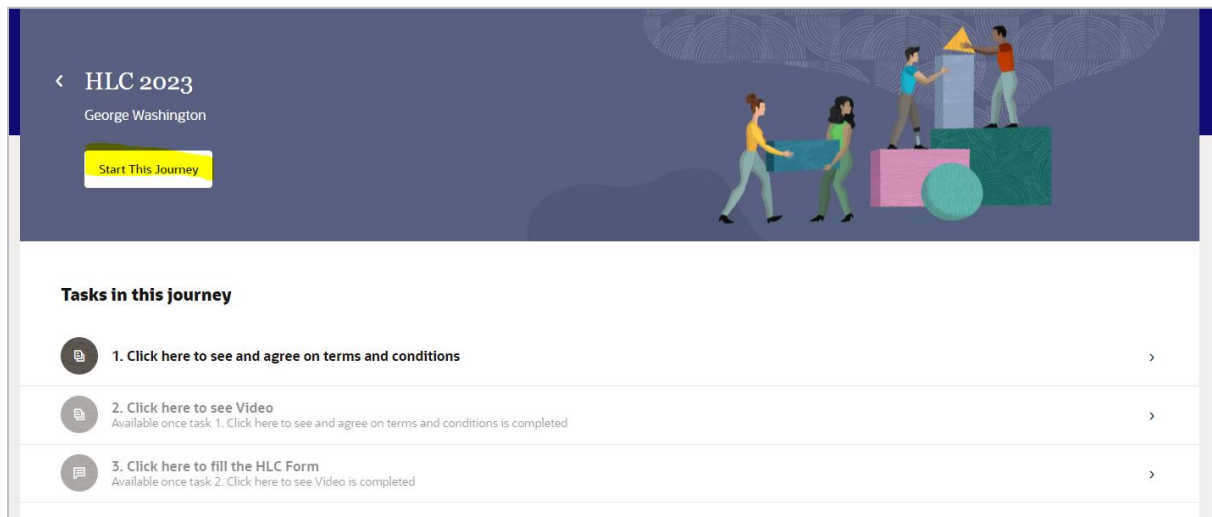 HLC 2023
George Washington
Start This Journey
Tasks in this journey
1. Click here to see and agree on terms and conditions
2. Click here to see Video
Available once task 1. Click here to see and agree on terms and conditions is completed
3. Click here to fill the HLC Form
Available once task 2. Click here to see Video is completed